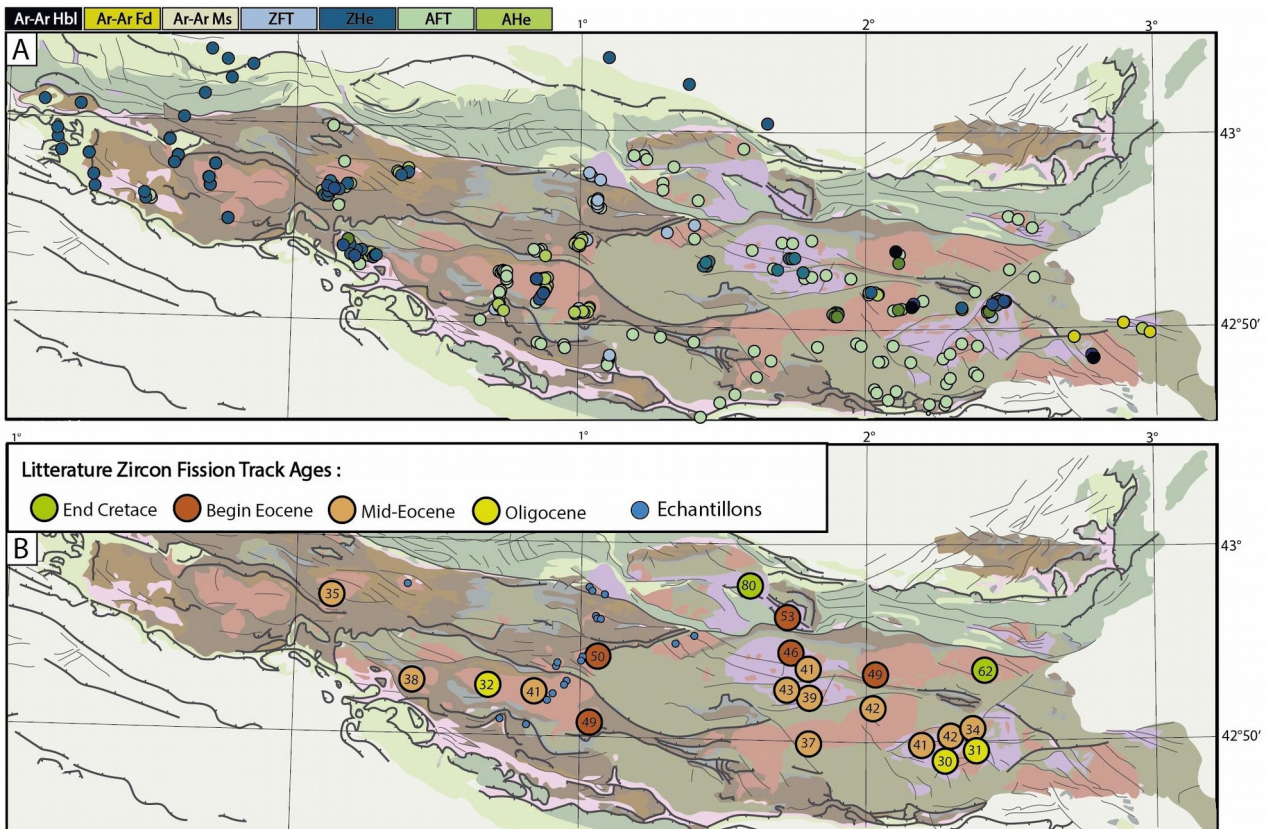 Ar-Ar Hbl Ar-Ar Fd Ar-Ar Ms ZFT ZHe AFT AHe
1° 2° 3°
A
43°
42°50′
1° 1° 2° 3°
Litterature Zircon Fission Track Ages :
End Cretace Begin Eocene Mid-Eocene Oligocene Echantillons
B
43°
80
35
53
50 46
41 62
38 32 41 43 39 49
49 42
37 41 42 34
30 31
42°50′